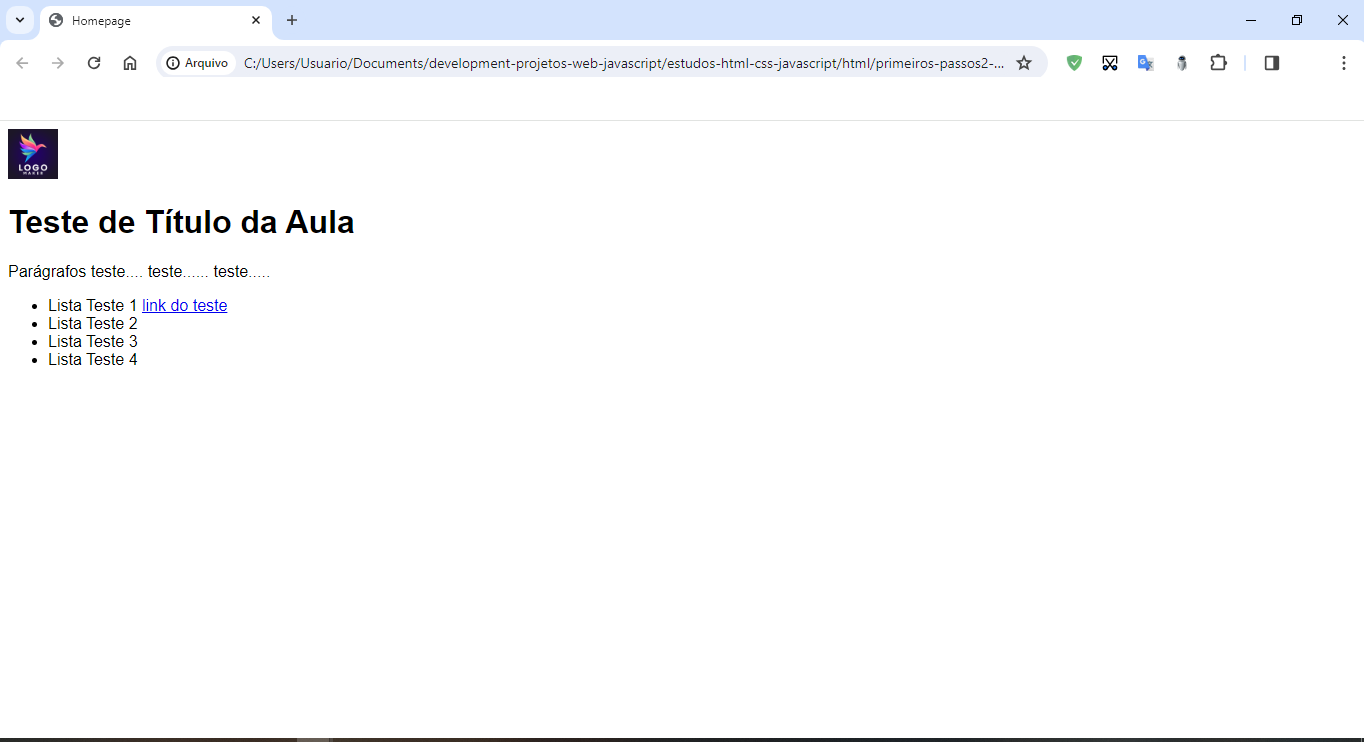 Homepage
Arquivo C:/Users/Usuario/Documents/development-projetos-web-javascript/estudos-html-css-javascript/html/primeiros-passos2-...
LOGO
MAKER
Teste de Título da Aula
Parágrafos teste.... teste...... teste.....
Lista Teste 1 link do teste
Lista Teste 2
Lista Teste 3
Lista Teste 4